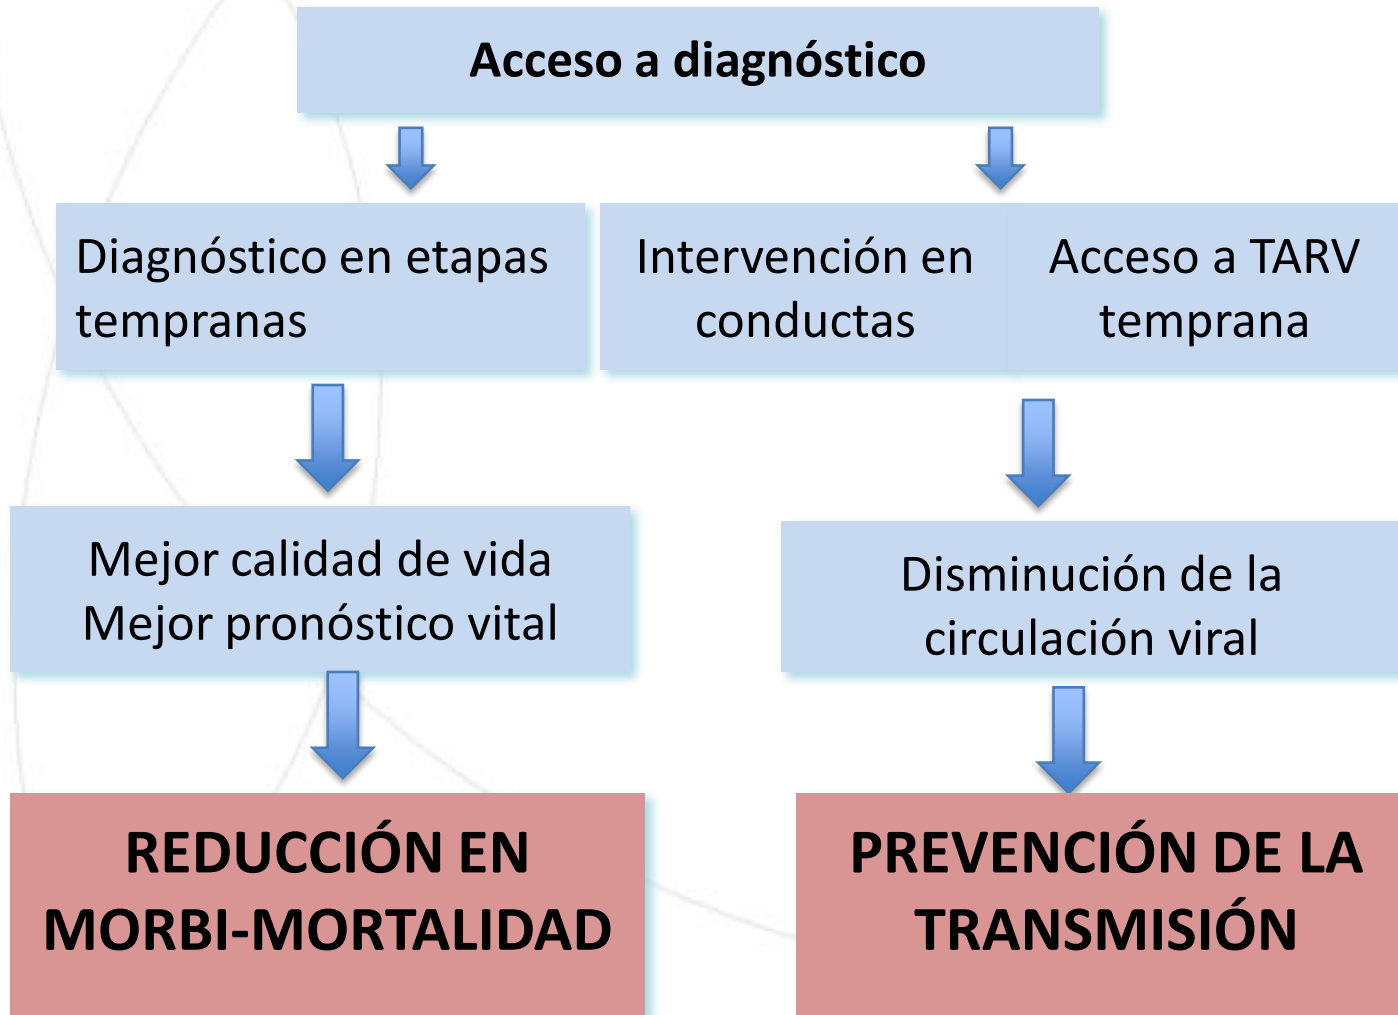 Acceso a diagnóstico
Diagnóstico en etapas
tempranas
Intervención en
conductas
Acceso a TARV
temprana
Mejor calidad de vida
Mejor pronóstico vital
Disminución de la
circulación viral
REDUCCIÓN EN
MORBI-MORTALIDAD
PREVENCIÓN DE LA
TRANSMISIÓN